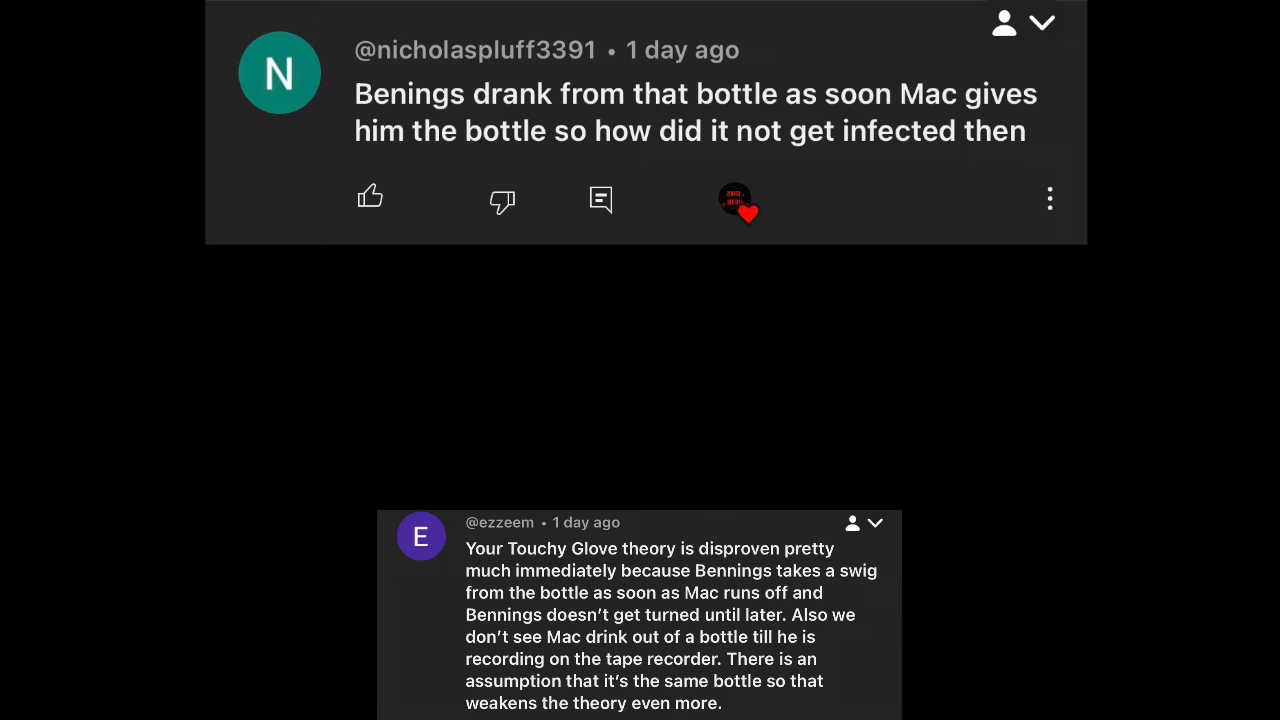 N
@nicholaspluff3391 • 1 day ago
Benings drank from that bottle as soon Mac gives
him the bottle so how did it not get infected then
E
@ezzeem • 1 day ago
Your Touchy Glove theory is disproven pretty
much immediately because Bennings takes a swig
from the bottle as soon as Mac runs off and
Bennings doesn’t get turned until later. Also we
don’t see Mac drink out of a bottle till he is
recording on the tape recorder. There is an
assumption that it’s the same bottle so that
weakens the theory even more.